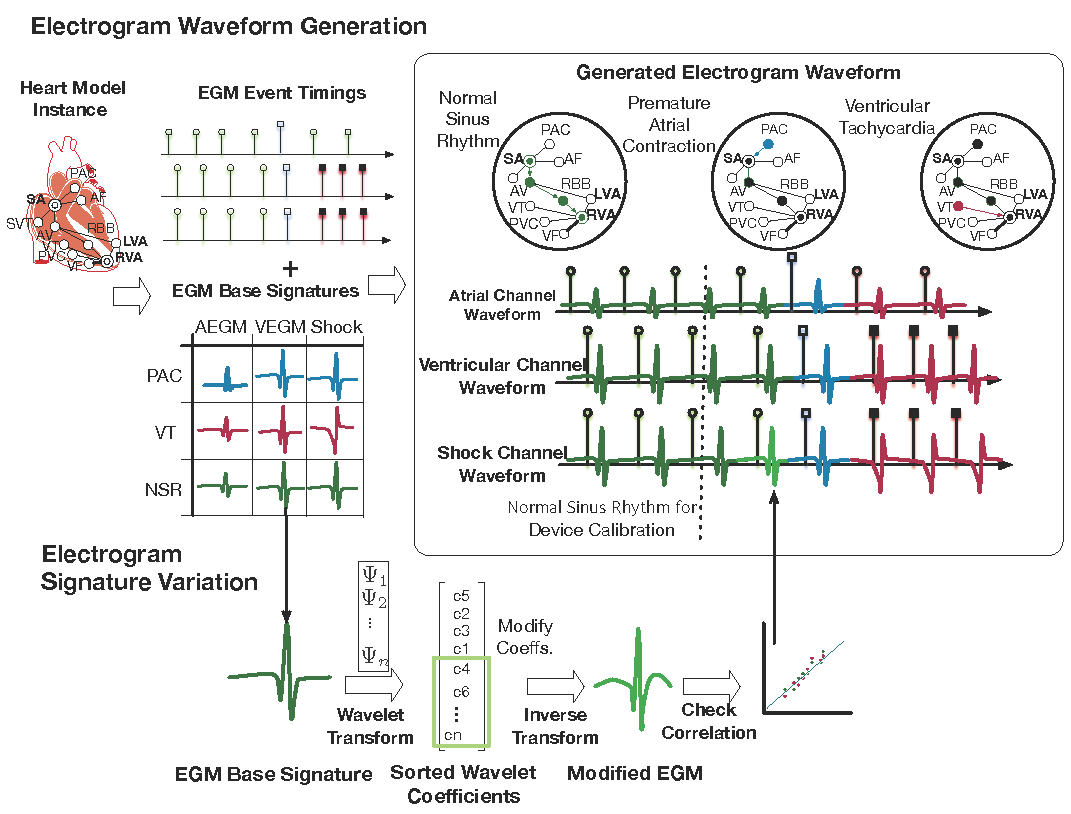 Electrogram Waveform Generation
Heart Model
Instance
PAC
SA
AF
SVT
AV
RBB
LVA
V
PVC
RVA
VF
EGM Event Timings
+
EGM Base Signatures
AEGM VEGM Shock
PAC
VT
NSR
Generated Electrogram Waveform
Normal
Sinus
Rhythm
PAC
SA
AF
AV
RBB
LVA
VT
PVC
RVA
VF
Premature
Atrial
Contraction
PAC
SA
AF
AV
RBB
LVA
VT
PVC
RVA
VF
Ventricular
Tachycardia
PAC
SA
AF
AV
RBB
LVA
VT
PVC
RVA
VF
Atrial Channel
Waveform
Ventricular Channel
Waveform
Shock Channel
Waveform
Normal Sinus Rhythm for
Device Calibration
Electrogram
Signature Variation
Ψ1
Ψ2
⋮
Ψn
Wavelet
Transform
c5
c2
c3
c1
c4
c6
⋮
cn
Modify
Coeffs.
Inverse
Transform
Check
Correlation
EGM Base Signature
Sorted Wavelet
Coefficients
Modified EGM